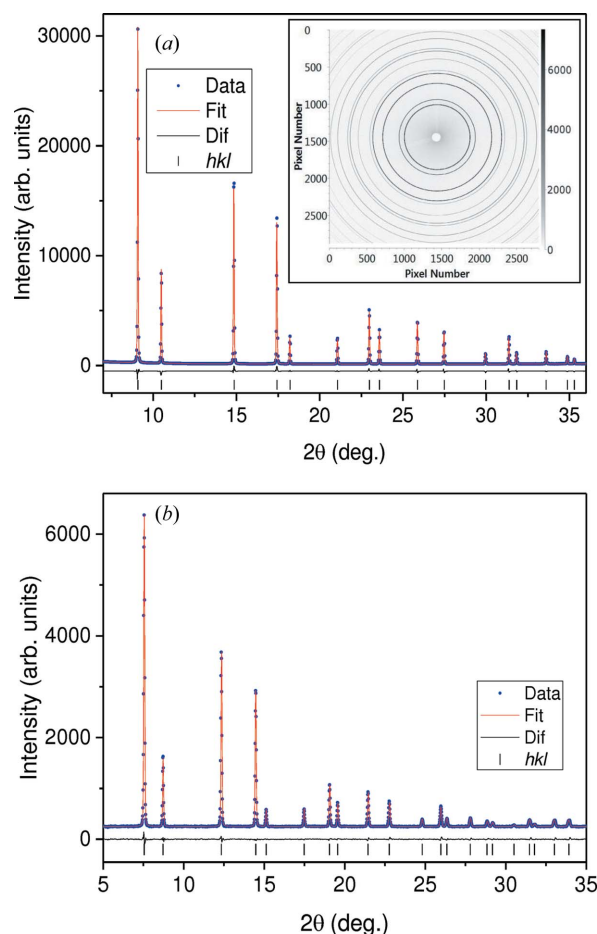 (a)
Data
Fit
Dif
hkl
Intensity (arb. units)
30000
20000
10000
0
10 15 20 25 30 35
2θ (deg.)
Pixel Number
0
500
1000
1500
2000
2500
0 500 1000 1500 2000 2500
Pixel Number
6000
4000
2000
0
(b)
Data
Fit
Dif
hkl
Intensity (arb. units)
6000
4000
2000
0
5 10 15 20 25 30 35
2θ (deg.)